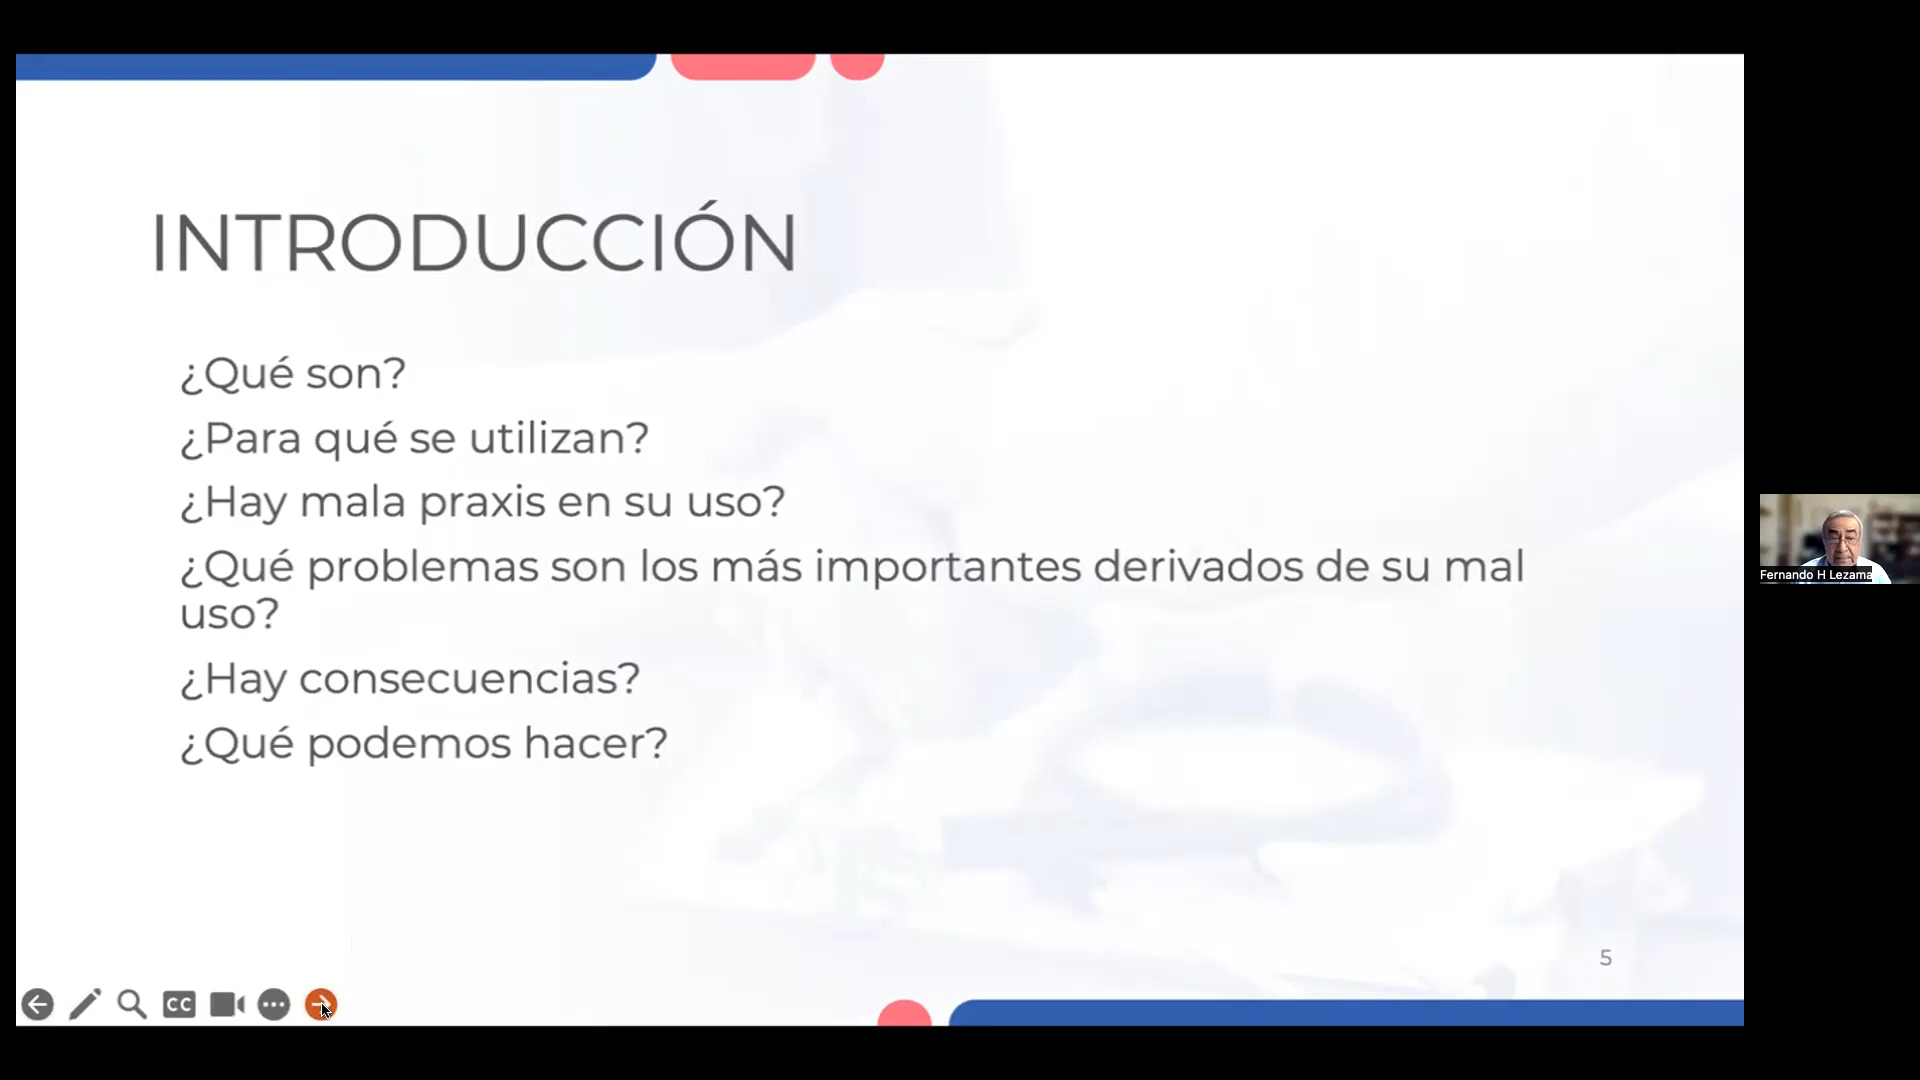 INTRODUCCIÓN
¿Qué son?
¿Para qué se utilizan?
¿Hay mala praxis en su uso?
¿Qué problemas son los más importantes derivados de su mal
uso?
¿Hay consecuencias?
¿Qué podemos hacer?
5
CC
Fernando H Lezama